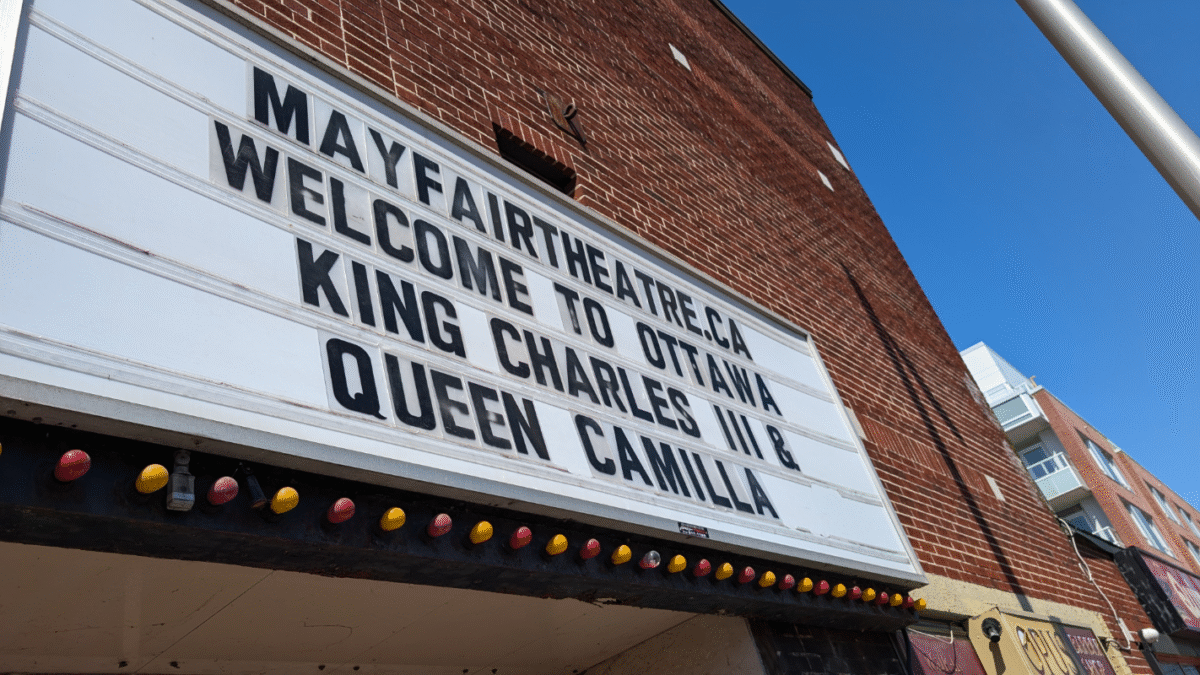 MAYFAIRTHEATRE.CA
WELCOME TO OTTAWA
KING CHARLES III &
QUEEN CAMILLA